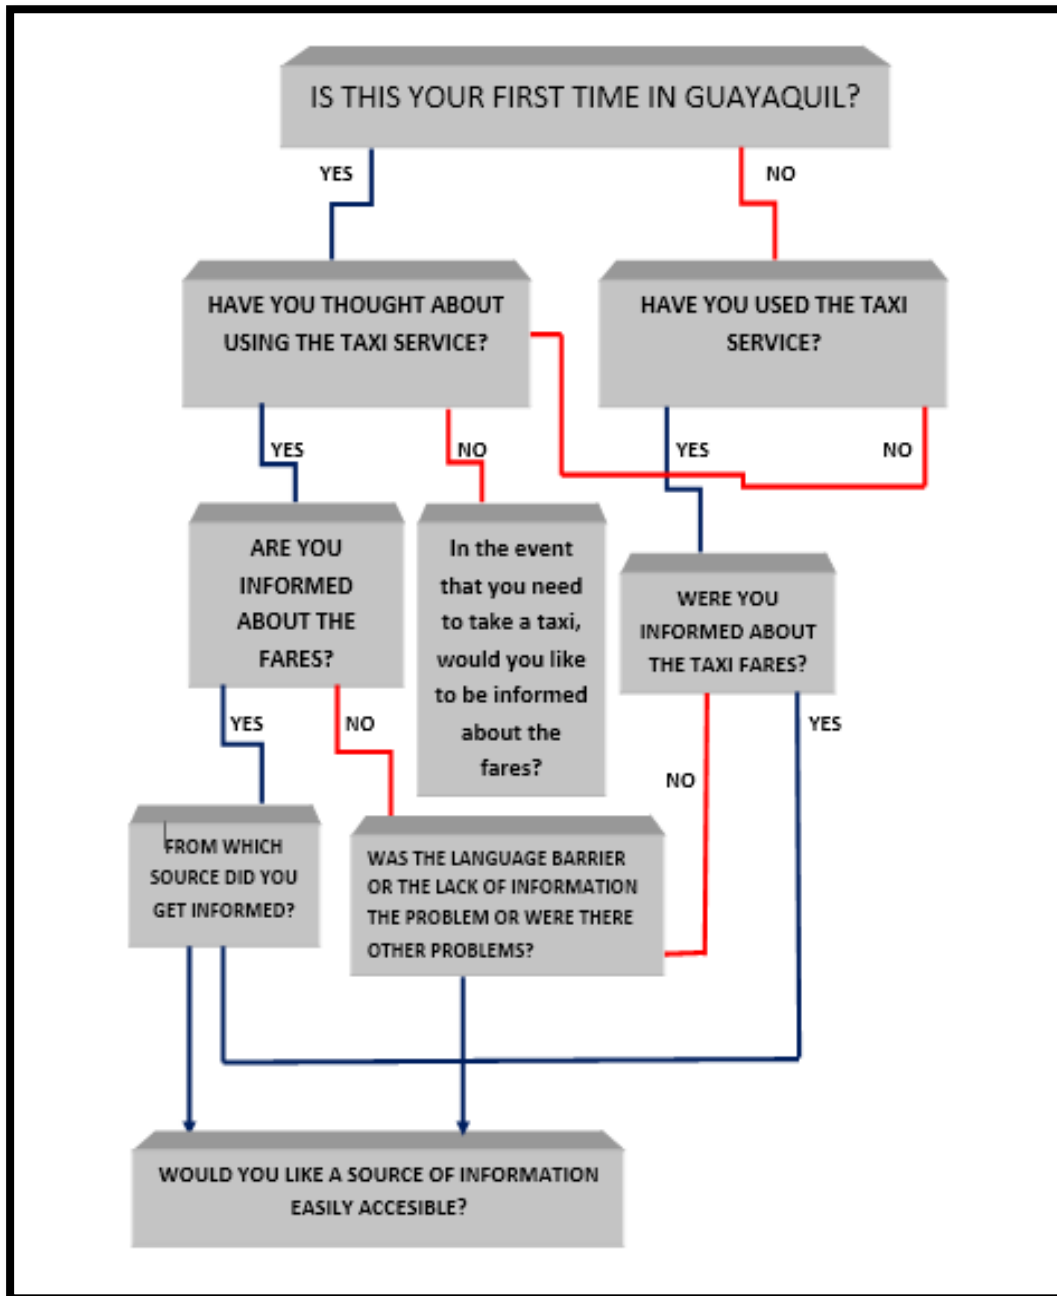 IS THIS YOUR FIRST TIME IN GUAYAQUIL?
YES
NO
HAVE YOU THOUGHT ABOUT
USING THE TAXI SERVICE?
HAVE YOU USED THE TAXI
SERVICE?
YES
NO
YES
NO
ARE YOU
INFORMED
ABOUT THE
FARES?
In the event
that you need
to take a taxi,
would you like
to be informed
about the
fares?
WERE YOU
INFORMED ABOUT
THE TAXI FARES?
YES
NO
NO
YES
FROM WHICH
SOURCE DID YOU
GET INFORMED?
WAS THE LANGUAGE BARRIER
OR THE LACK OF INFORMATION
THE PROBLEM OR WERE THERE
OTHER PROBLEMS?
WOULD YOU LIKE A SOURCE OF INFORMATION
EASILY ACCESIBLE?